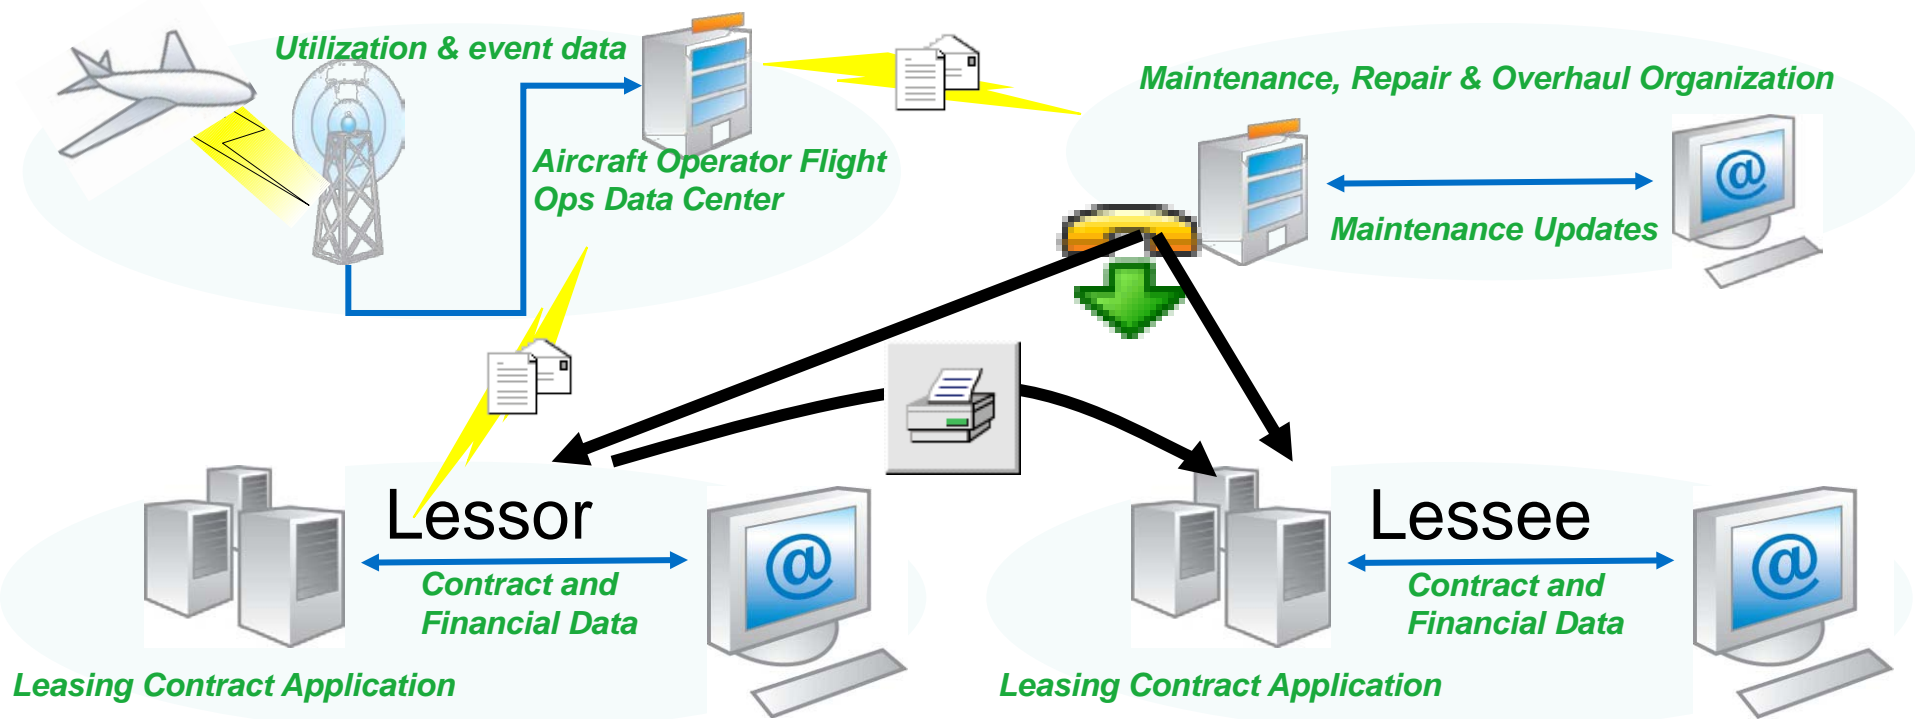 Utilization & event data
Maintenance, Repair & Overhaul Organization
Aircraft Operator Flight
Ops Data Center
Maintenance Updates
Lessor
Contract and
Financial Data
Leasing Contract Application
Lessee
Contract and
Financial Data
Leasing Contract Application
@
@
@